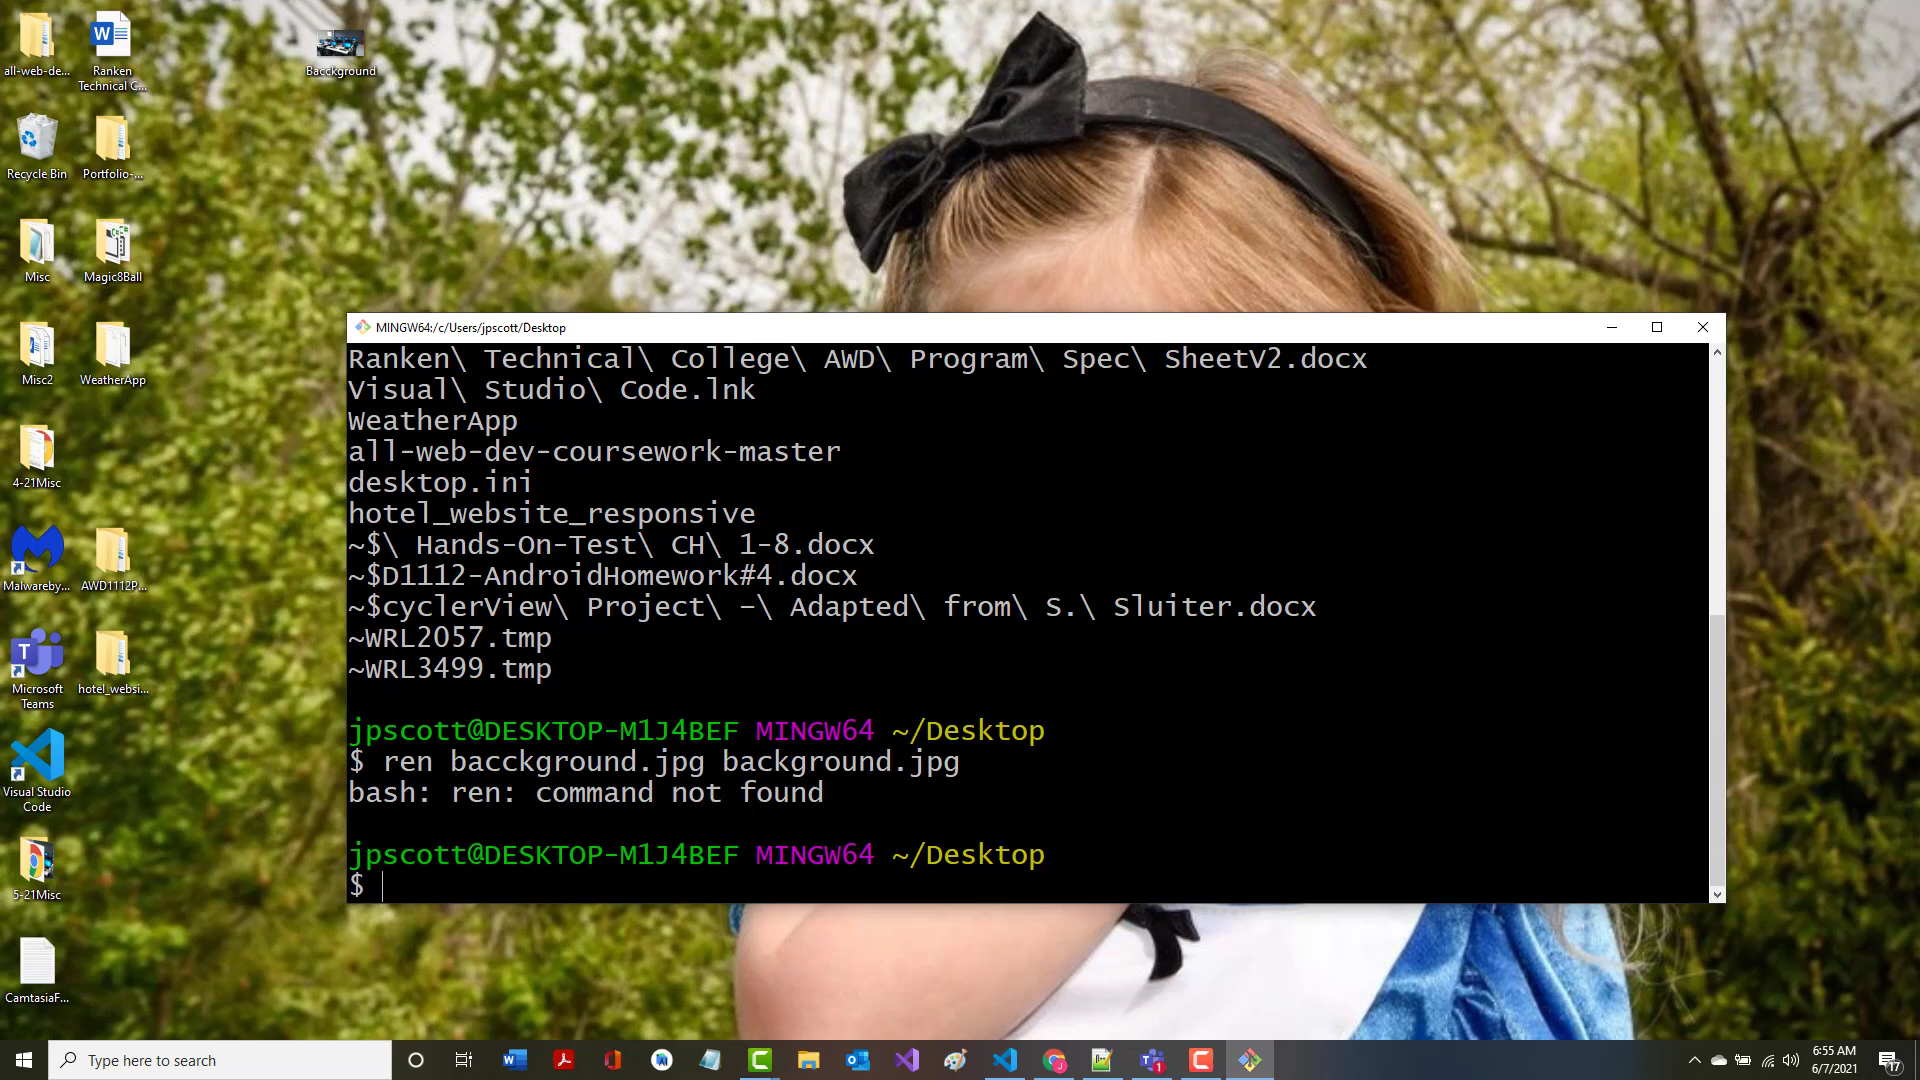 all-web-de...
Ranken
Technical C...
Bacckground
Recycle Bin
Portfolio-...
Misc
Magic8Ball
Misc2
WeatherApp
4-21Misc
Malwareby...
AWD1112P...
Microsoft
Teams
hotel_websi...
Visual Studio
Code
5-21Misc
CamtasiaF...
MINGW64:/c/Users/jpscott/Desktop
Ranken\ Technical\ College\ AWD\ Program\ Spec\ SheetV2.docx
Visual\ Studio\ Code.lnk
WeatherApp
all-web-dev-coursework-master
desktop.ini
hotel_website_responsive
~$\ Hands-On-Test\ CH\ 1-8.docx
~$D1112-AndroidHomework#4.docx
~$cyclerView\ Project\ –\ Adapted\ from\ S.\ Sluiter.docx
~WRL2057.tmp
~WRL3499.tmp
jpscott@DESKTOP-M1J4BEF MINGW64 ~/Desktop
$ ren bacckground.jpg background.jpg
bash: ren: command not found
jpscott@DESKTOP-M1J4BEF MINGW64 ~/Desktop
$
Type here to search
6:55 AM
6/7/2021
17